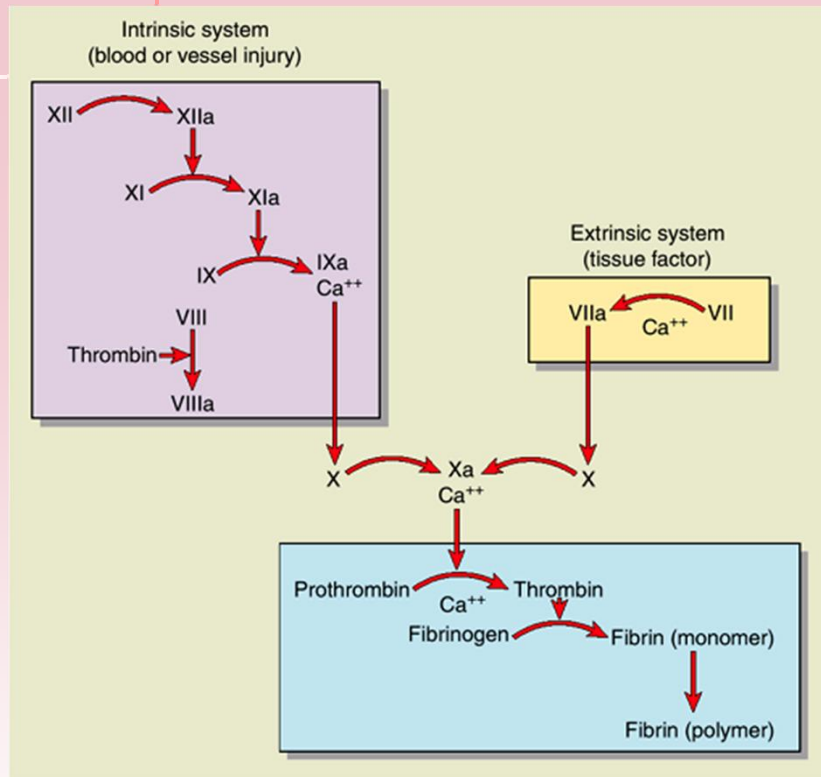 Intrinsic system
(blood or vessel injury)
XII
XIIa
XI
XIa
IX
IXa
Ca++
VIII
Thrombin
VIIIa
Extrinsic system
(tissue factor)
VIIa
VII
Ca++
X
Xa
X
Ca++
Prothrombin
Thrombin
Ca++
Fibrinogen
Fibrin (monomer)
Fibrin (polymer)